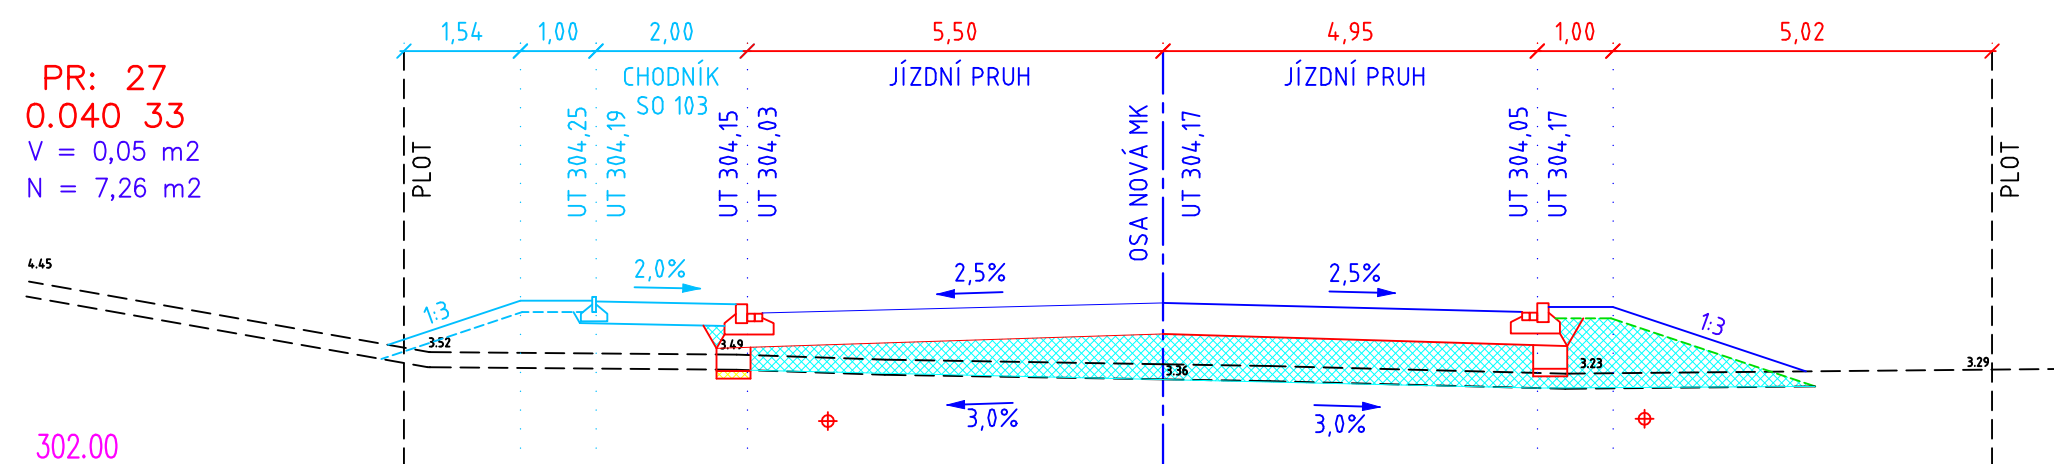 1,54
1,00
2,00
5,50
4,95
1,00
5,02
PR: 27
0.040 33
V = 0,05 m2
N = 7,26 m2
CHODNÍK
SO 103
JÍZDNÍ PRUH
JÍZDNÍ PRUH
PLOT
UT 304,25
UT 304,19
UT 304,15
UT 304,03
OSA NOVÁ MK
UT 304,17
UT 304,05
UT 304,17
PLOT
4.45
2,0%
2,5%
2,5%
1:3
1:3
3.52
3.49
3.36
3.23
3.29
3,0%
3,0%
302.00